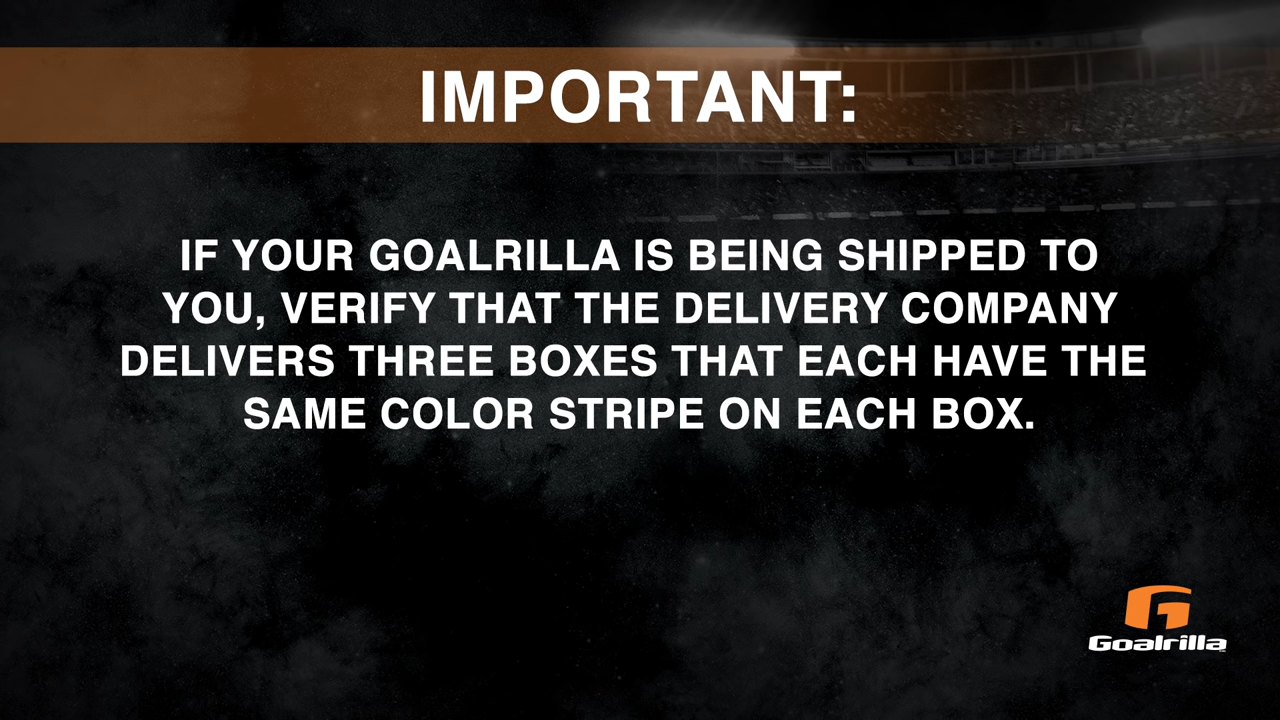 IMPORTANT:
IF YOUR GOALRILLA IS BEING SHIPPED TO
YOU, VERIFY THAT THE DELIVERY COMPANY
DELIVERS THREE BOXES THAT EACH HAVE THE
SAME COLOR STRIPE ON EACH BOX.
G
Goalrilla